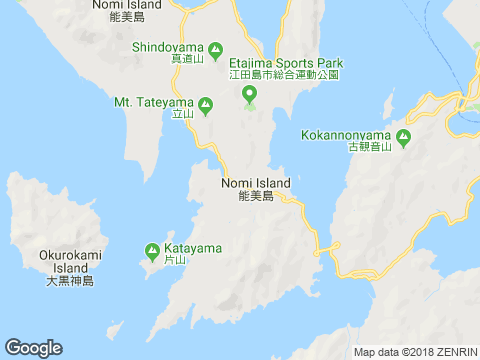 Nomi Island
能美島
Shindoyama
真道山
Etajima Sports Park
江田島市総合運動公園
Mt. Tateyama
立山
Kokannonyama
古観音山
Nomi Island
能美島
Katayama
片山
Okurokami
Island
大黒神島
Google
Map data ©2018 ZENRIN